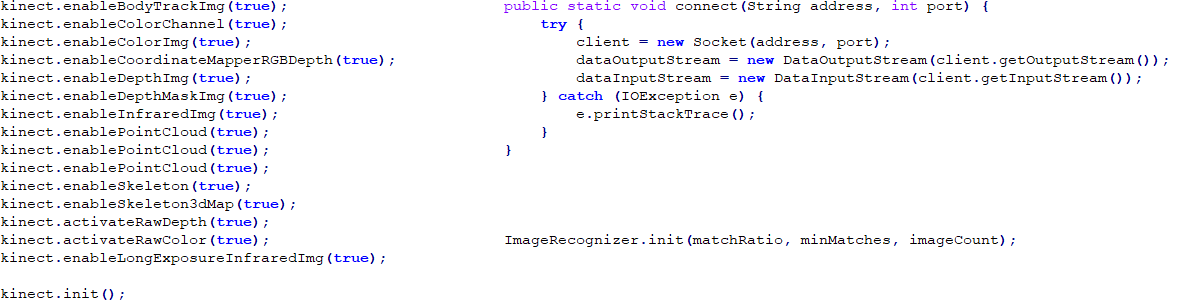 kinect.enableBodyTrackImg(true);
kinect.enableColorChannel(true);
kinect.enableColorImg(true);
kinect.enableCoordinateMapperRGBDepth(true);
kinect.enableDepthImg(true);
kinect.enableDepthMaskImg(true);
kinect.enableInfraredImg(true);
kinect.enablePointCloud(true);
kinect.enablePointCloud(true);
kinect.enablePointCloud(true);
kinect.enableSkeleton(true);
kinect.enableSkeleton3dMap(true);
kinect.activateRawDepth(true);
kinect.activateRawColor(true);
kinect.enableLongExposureInfraredImg(true);
kinect.init();
public static void connect(String address, int port) {
try {
client = new Socket(address, port);
dataOutputStream = new DataOutputStream(client.getOutputStream());
dataInputStream = new DataInputStream(client.getInputStream());
} catch (IOException e) {
e.printStackTrace();
}
}
ImageRecognizer.init(matchRatio, minMatches, imageCount);